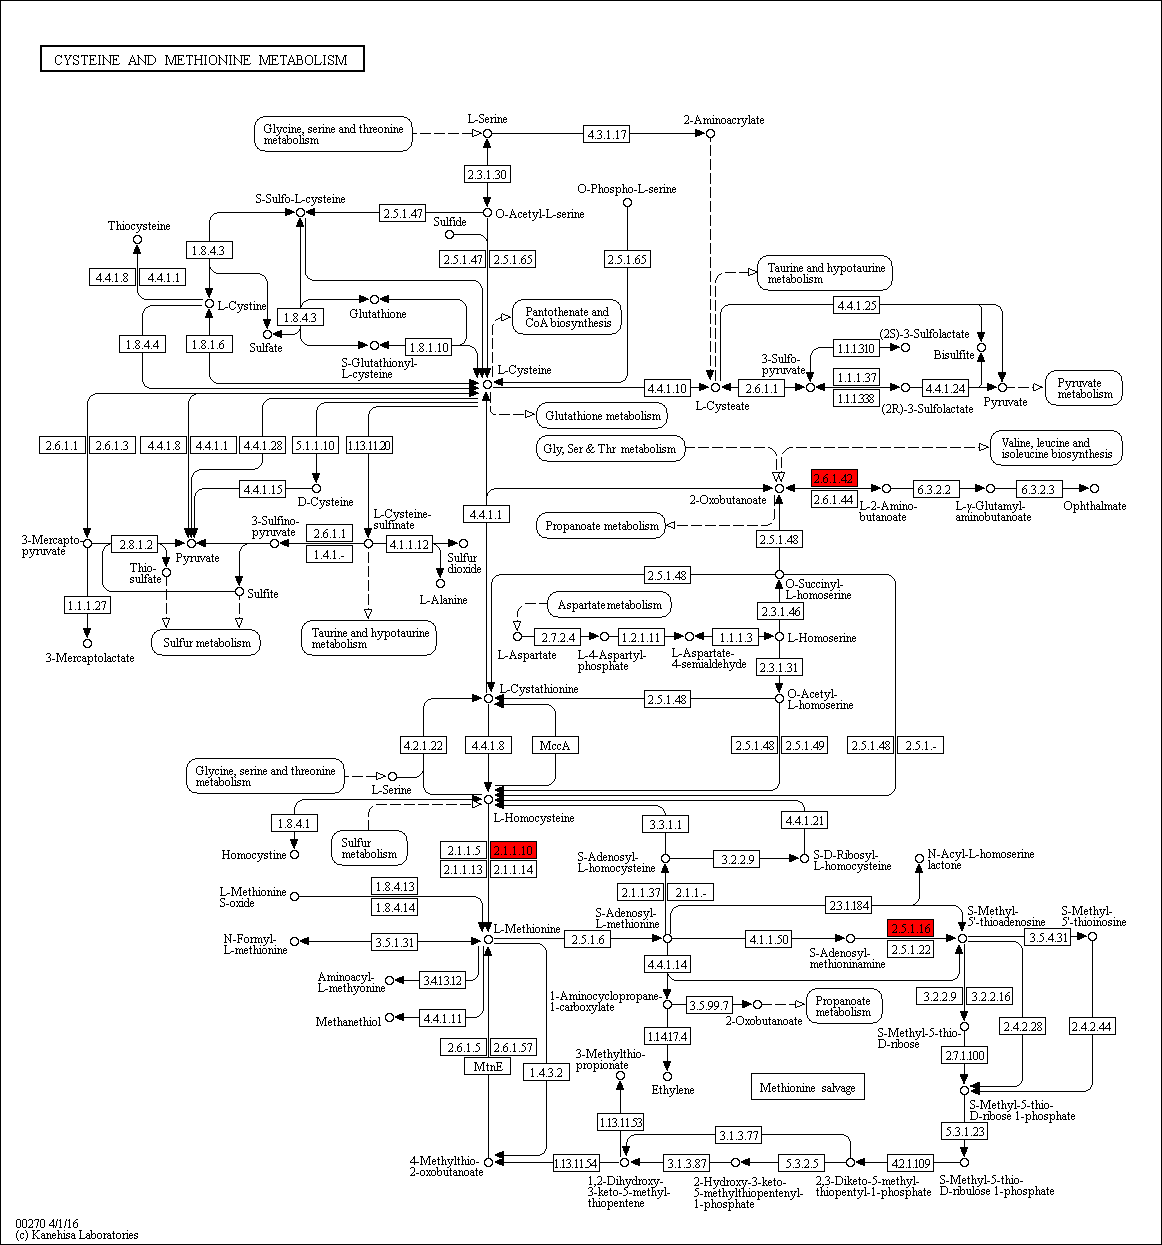 CYSTEINE AND METHIONINE METABOLISM
Glycine, serine and threonine
metabolism
L-Serine
4.3.1.17
2-Aminoacrylate
2.3.1.30
S-Sulfo-L-cysteine
2.5.1.47
O-Acetyl-L-serine
O-Phospho-L-serine
Thiocysteine
Sulfide
1.8.4.3
2.5.1.47
2.5.1.65
2.5.1.65
4.4.1.8
4.4.1.1
Taurine and hypotaurine
metabolism
L-Cystine
Glutathione
1.8.4.3
Pantothenate and
CoA biosynthesis
4.4.1.25
4.4.1.4
1.8.1.6
Sulfate
1.8.1.10
S-Glutathionyl-
L-cysteine
L-Cysteine
3-Sulfo-
pyruvate
1.1.1310
(2S)-3-Sulfolactate
Bisulfite
4.4.1.10
L-Cysteate
2.6.1.1
1.1.1.37
1.1.1338
4.4.1.24
(2R)-3-Sulfolactate
Pyruvate
Pyruvate
metabolism
Glutathione metabolism
2.6.1.1
2.6.1.3
4.4.1.8
4.4.1.1
4.4.1.28
5.1.1.10
1.13.11.20
Gly, Ser & Thr metabolism
Valine, leucine and
isoleucine biosynthesis
4.4.1.15
D-Cysteine
2-Oxobutanoate
2.6.1.42
2.6.1.44
L-2-Amino-
butanoate
6.3.2.2
L-γ-Glutamyl-
aminobutanoate
6.3.2.3
Ophthalmate
4.4.1.1
Propanoate metabolism
L-Cysteine-
sulfinate
3-Sulfino-
pyruvate
2.6.1.1
1.4.1.-
3-Mercapto
pyruvate
2.8.1.2
Pyruvate
4.1.1.12
Sulfur
dioxide
2.5.1.48
Thio-
sulfate
Sulfite
L-Alanine
2.5.1.48
O-Succinyl-
L-homoserine
1.1.1.27
Aspartate metabolism
2.3.1.46
3-Mercaptolactate
Sulfur metabolism
Taurine and hypotaurine
metabolism
L-Aspartate
2.7.2.4
L-4-Aspartyl-
phosphate
1.2.1.11
L-Aspartate-
4-semialdehyde
1.1.1.3
L-Homoserine
2.3.1.31
L-Cystathionine
2.5.1.48
O-Acetyl-
L-homoserine
4.2.1.22
4.4.1.8
MccA
2.5.1.48
2.5.1.49
2.5.1.48
2.5.1.-
Glycine, serine and threonine
metabolism
L-Serine
L-Homocysteine
1.8.4.1
Sulfur
metabolism
3.3.1.1
4.4.1.21
Homocystine
2.1.1.5
2.1.1.10
2.1.1.13
2.1.1.14
S-Adenosyl-
L-homocysteine
3.2.2.9
S-D-Ribosyl-
L-homocysteine
N-Acyl-L-homoserine
lactone
L-Methionine
S-oxide
1.8.4.13
1.8.4.14
2.1.1.37
2.1.1.-
2.3.1.184
N-Formyl-
L-methionine
3.5.1.31
L-Methionine
2.5.1.6
S-Adenosyl-
L-methionine
4.1.1.50
S-Adenosyl-
methioninamine
2.5.1.16
2.5.1.22
S-Methyl-
5'-thioadenosine
3.5.4.31
S-Methyl-
5'-thioinosine
Aminoacyl-
L-methyonine
3.4.13.12
4.4.1.14
Methanethiol
4.4.1.11
1-Aminocyclopropane-
1-carboxylate
3.5.99.7
2-Oxobutanoate
Propanoate
metabolism
3.2.2.9
3.2.2.16
1.14.17.4
S-Methyl-5-thio-
D-ribose
2.4.2.28
2.4.2.44
2.6.1.5
2.6.1.57
MtnE
1.4.3.2
3-Methylthio-
propionate
Ethylene
2.7.1.100
Methionine salvage
S-Methyl-5-thio-
D-ribose 1-phosphate
1.13.11.53
3.1.3.77
5.3.1.23
4-Methylthio-
2-oxobutanoate
1.13.11.54
1,2-Dihydroxy-
3-keto-5-methyl-
thiopentene
3.1.3.87
2-Hydroxy-3-keto-
5-methylthiopentenyl-
1-phosphate
5.3.2.5
2,3-Diketo-5-methyl-
thiopentyl-1-phosphate
4.2.1.109
S-Methyl-5-thio-
D-ribulose 1-phosphate
00270 4/1/16
(c) Kanehisa Laboratories